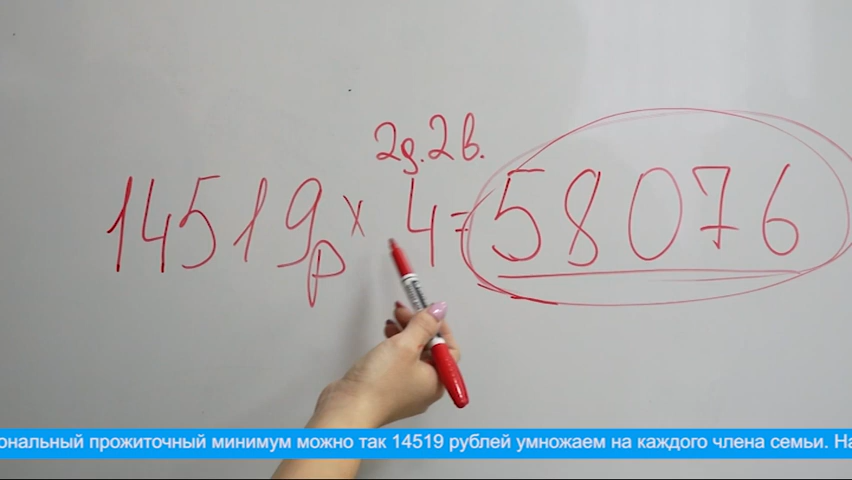 2д. 2в.
14519р х 4 = 58076
ональный прожиточный минимум можно так 14519 рублей умножаем на каждого члена семьи. На